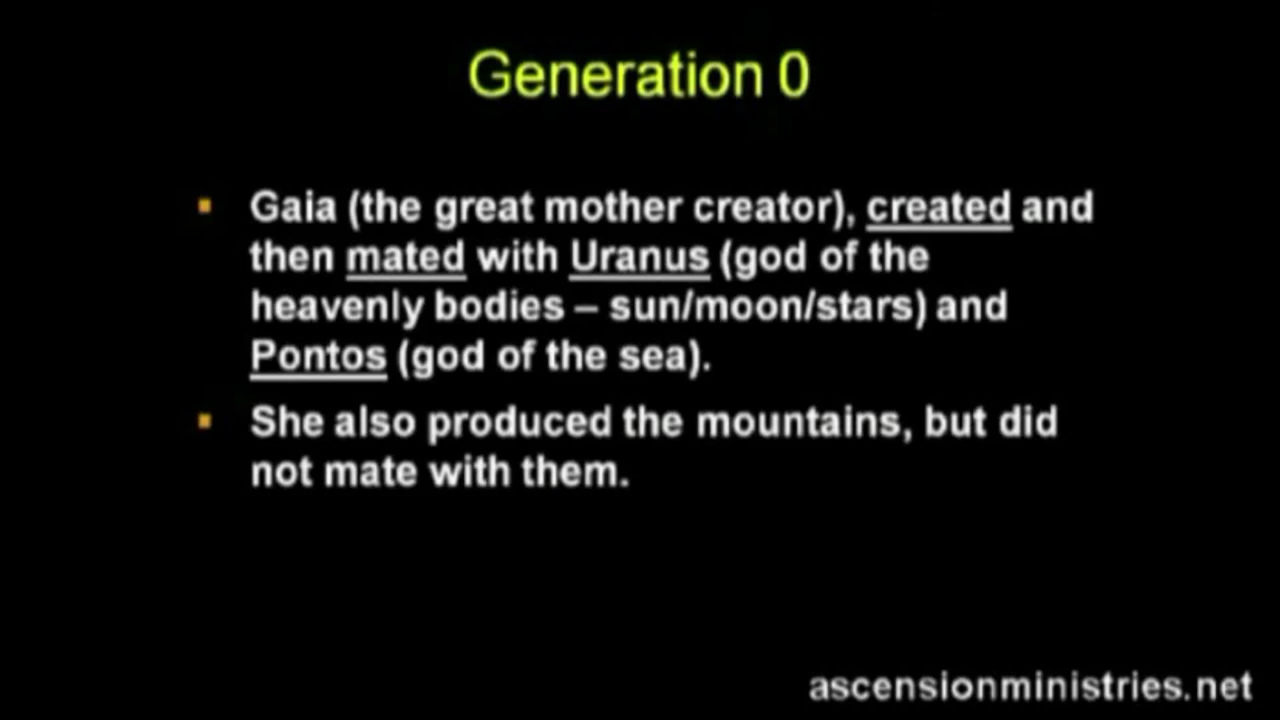 Generation 0
▪ Gaia (the great mother creator), created and
then mated with Uranus (god of the
heavenly bodies – sun/moon/stars) and
Pontos (god of the sea).
▪ She also produced the mountains, but did
not mate with them.
ascensionministries.net